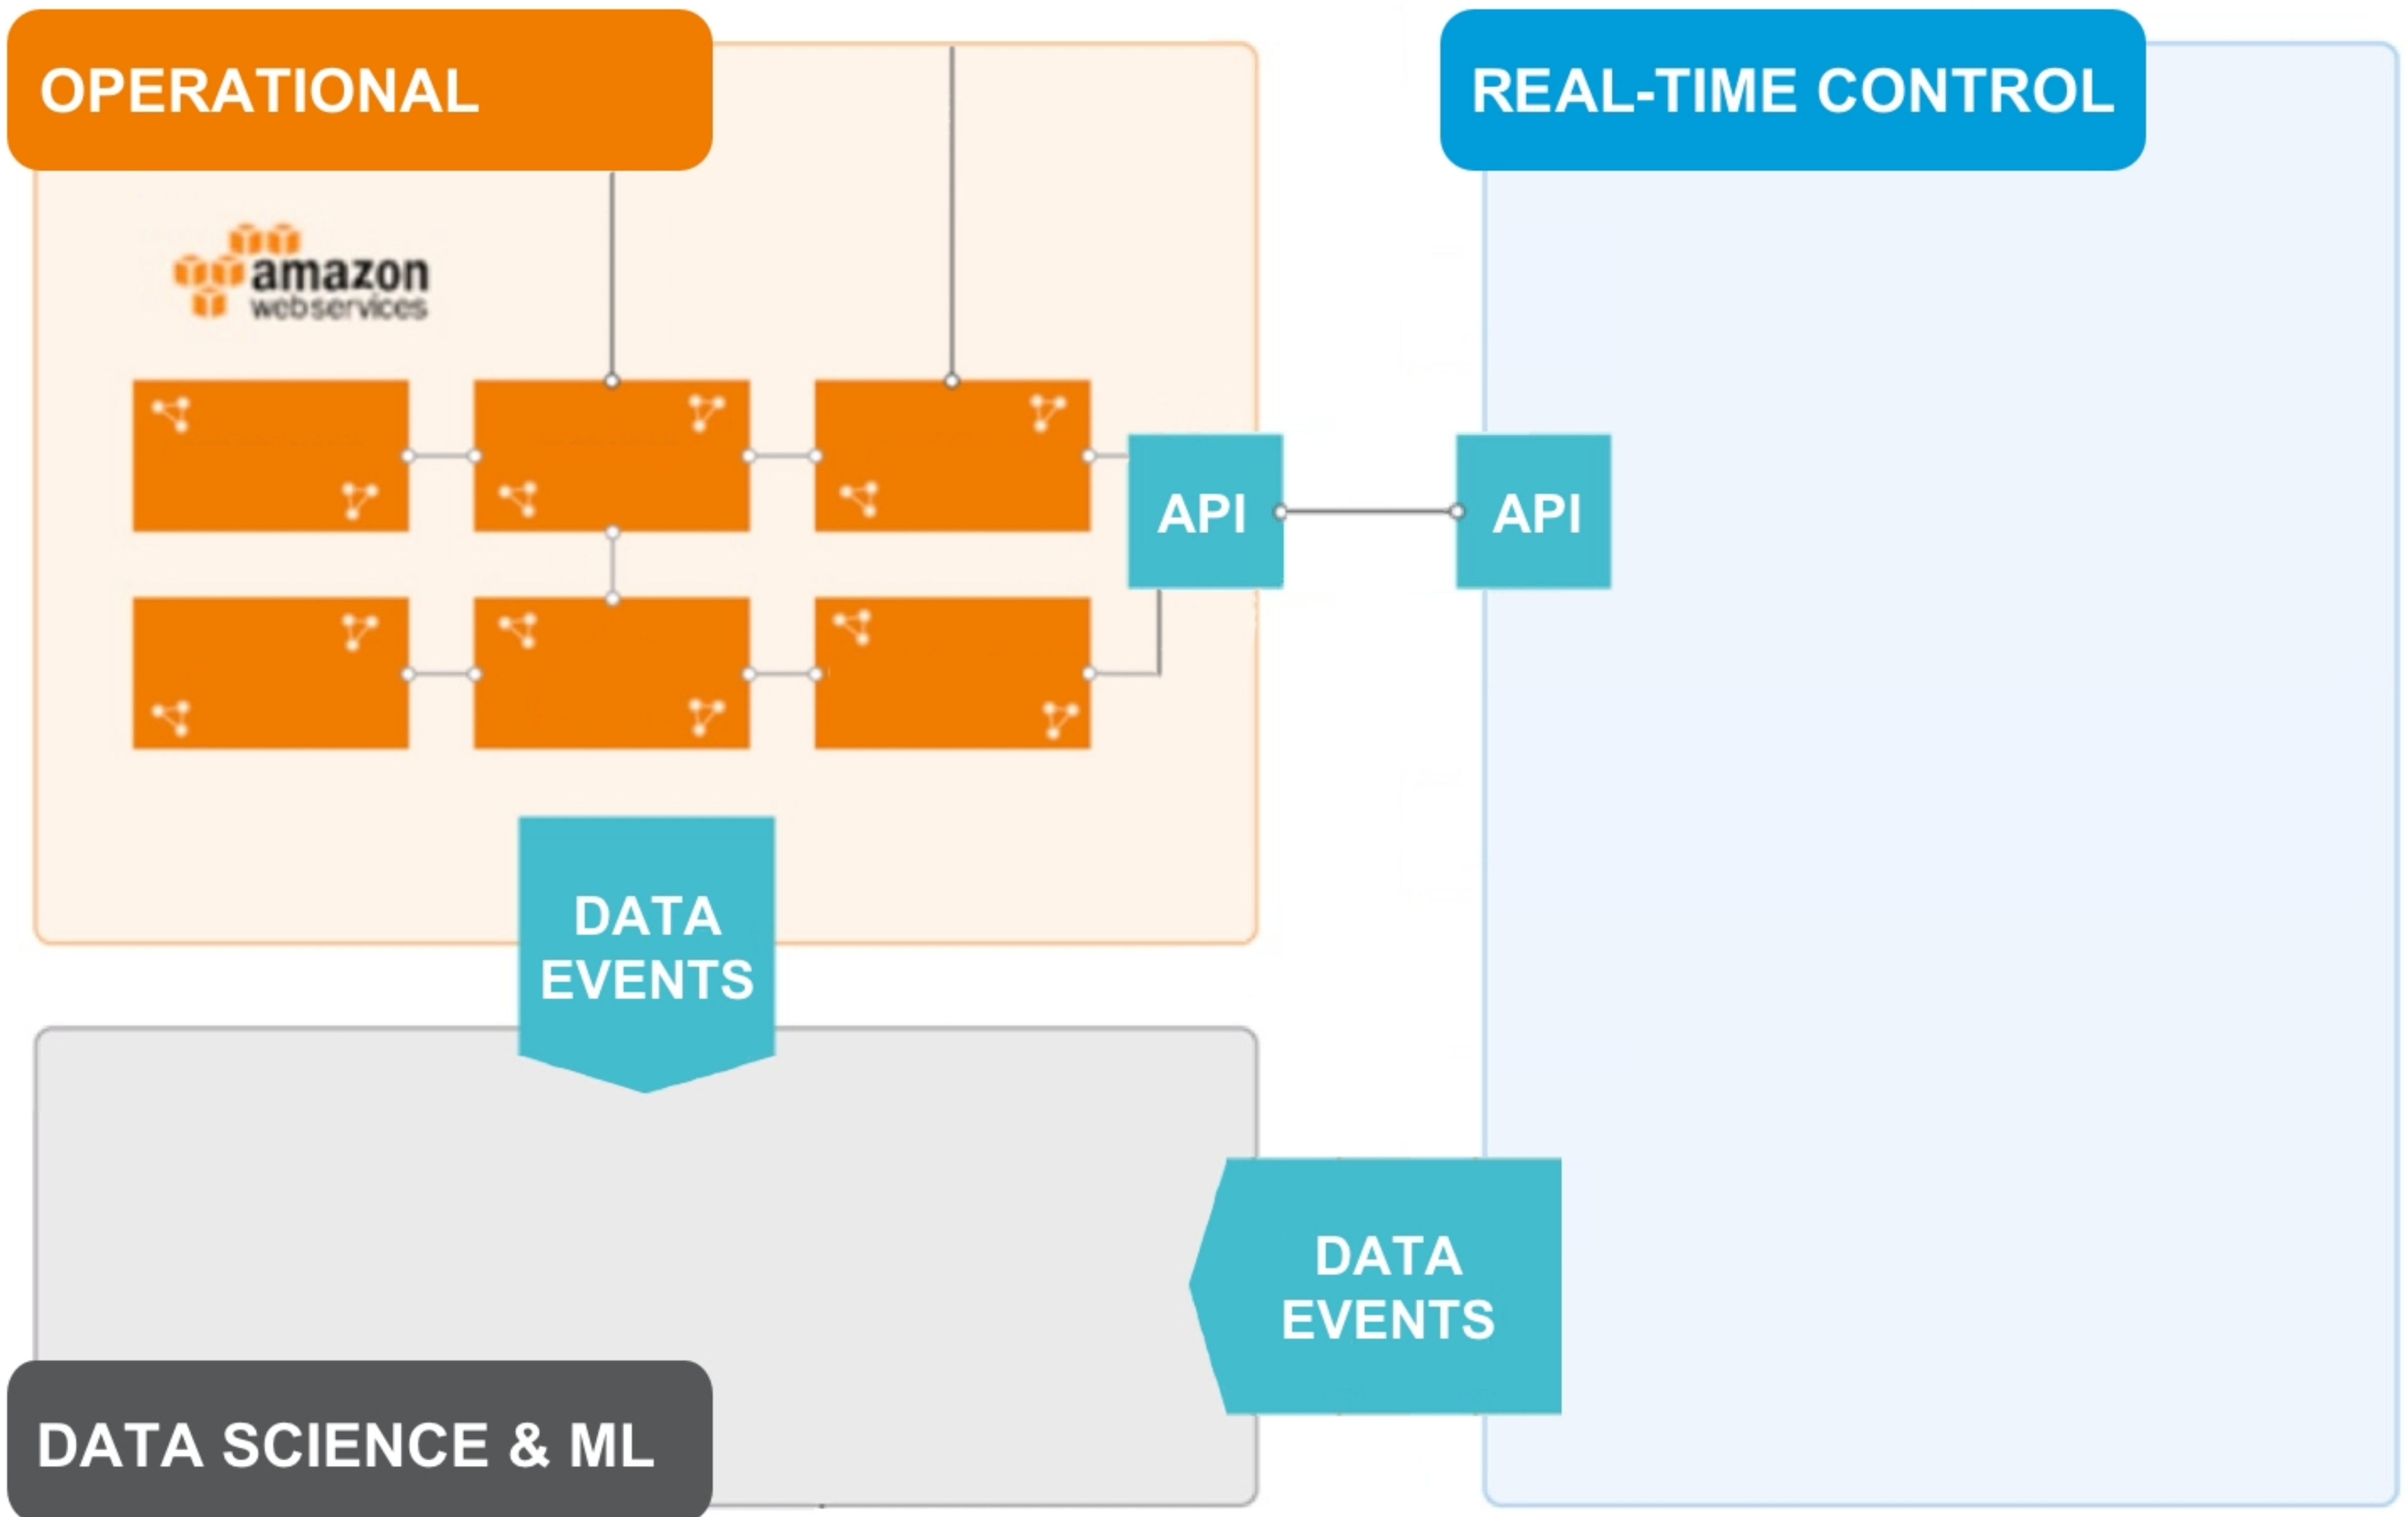 OPERATIONAL
REAL-TIME CONTROL
amazon
webservices
API
API
DATA
EVENTS
DATA
EVENTS
DATA SCIENCE & ML